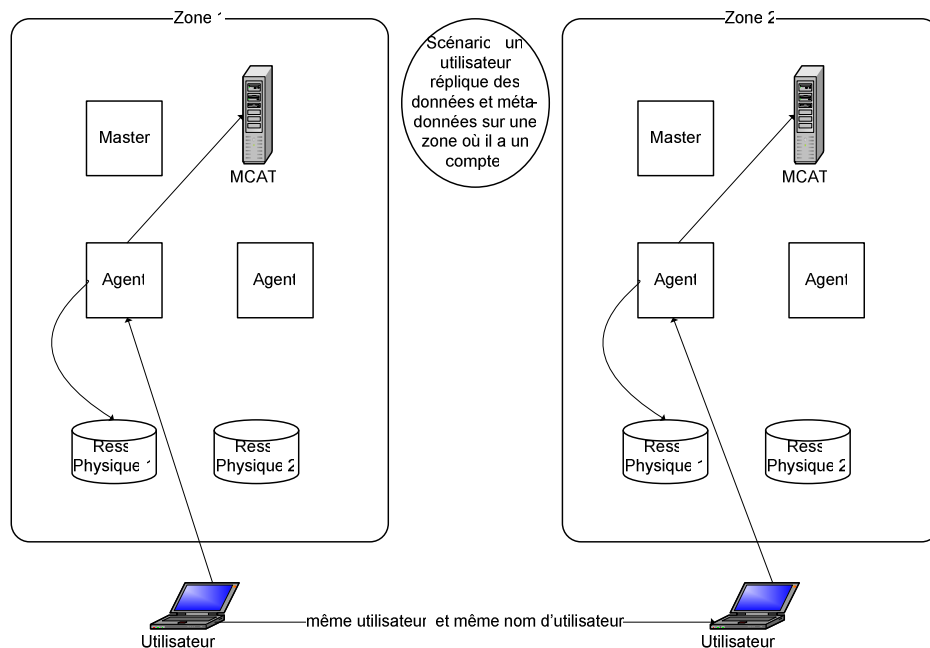 Zone 1
Zone 2
Scénario un
utilisateur
réplique des
données et méta-
données sur une
zone où il a un
compte
Master
MCAT
Master
MCAT
Agent
Agent
Agent
Agent
Ress
Physique 1
Ress
Physique 2
Ress
Physique 1
Ress
Physique 2
même utilisateur et même nom d'utilisateur
Utilisateur
Utilisateur